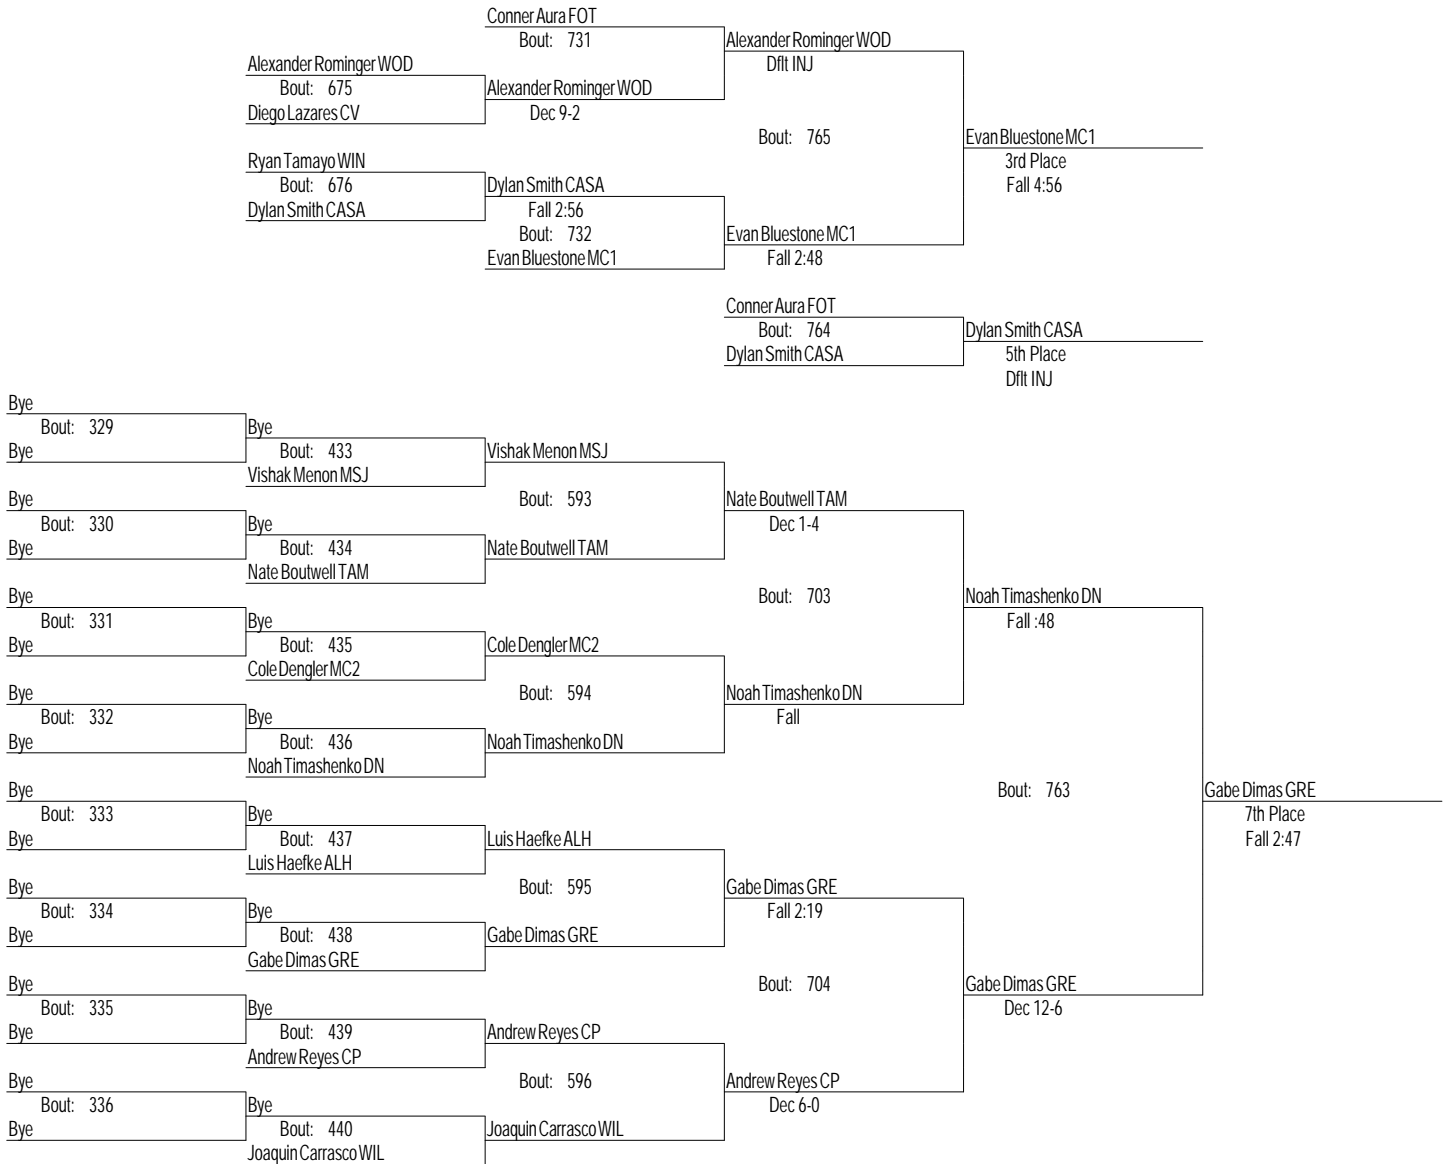 Conner Aura FOT
Bout: 731
Alexander Rominger WOD
Dflt INJ
Alexander Rominger WOD
Bout: 675
Alexander Rominger WOD
Diego Lazares CV
Dec 9-2
Bout: 765
Evan Bluestone MC1
Ryan Tamayo WIN
3rd Place
Bout: 676
Dylan Smith CASA
Fall 4:56
Dylan Smith CASA
Fall 2:56
Bout: 732
Evan Bluestone MC1
Evan Bluestone MC1
Fall 2:48
Conner Aura FOT
Bout: 764
Dylan Smith CASA
Dylan Smith CASA
5th Place
Dflt INJ
Bye
Bout: 329
Bye
Bye
Bout: 433
Vishak Menon MSJ
Vishak Menon MSJ
Bye
Bout: 593
Nate Boutwell TAM
Bout: 330
Bye
Dec 1-4
Bye
Bout: 434
Nate Boutwell TAM
Nate Boutwell TAM
Bye
Bout: 703
Noah Timashenko DN
Bout: 331
Bye
Fall :48
Bye
Bout: 435
Cole Dengler MC2
Cole Dengler MC2
Bye
Bout: 594
Noah Timashenko DN
Bout: 332
Bye
Fall
Bye
Bout: 436
Noah Timashenko DN
Noah Timashenko DN
Bye
Bout: 763
Gabe Dimas GRE
Bout: 333
Bye
7th Place
Bye
Bout: 437
Luis Haefke ALH
Fall 2:47
Luis Haefke ALH
Bye
Bout: 595
Gabe Dimas GRE
Bout: 334
Bye
Fall 2:19
Bye
Bout: 438
Gabe Dimas GRE
Gabe Dimas GRE
Bye
Bout: 704
Gabe Dimas GRE
Bout: 335
Bye
Dec 12-6
Bye
Bout: 439
Andrew Reyes CP
Andrew Reyes CP
Bye
Bout: 596
Andrew Reyes CP
Bout: 336
Bye
Dec 6-0
Bye
Bout: 440
Joaquin Carrasco WIL
Joaquin Carrasco WIL